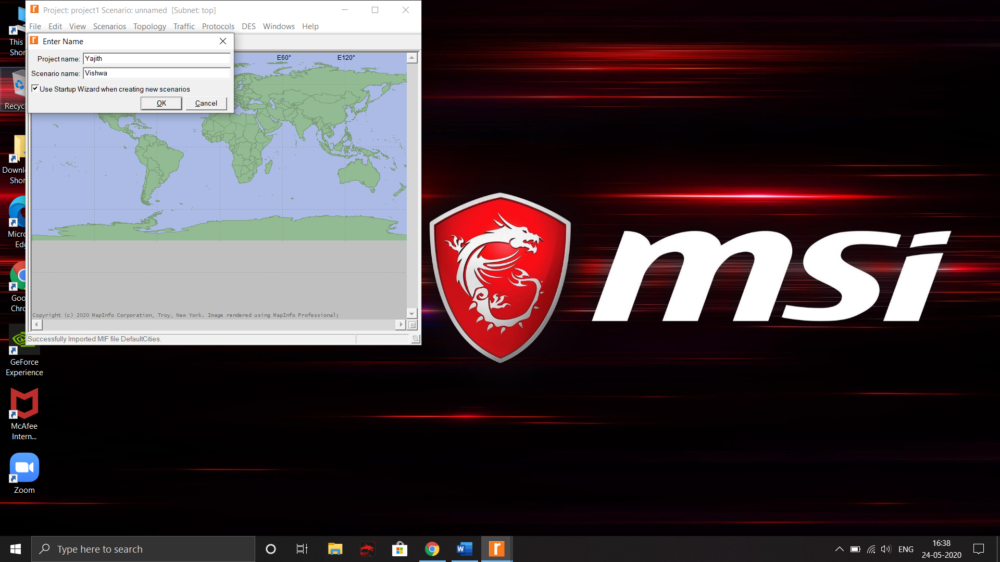 Project: project1 Scenario: unnamed [Subnet: top]
File Edit View Scenarios Topology Traffic Protocols DES Windows Help
Enter Name
Project name: Yajith
Scenario name: Vishwa
Use Startup Wizard when creating new scenarios
OK Cancel
E60° E120°
Copyright (c) 2020 MapInfo Corporation, Troy, New York. Image rendered using MapInfo Professional;
Successfully Imported MIF file DefaultCities.
This
Shor
Recyc
Downl
Shor
Micro
Edg
Goo
Chro
GeForce
Experience
McAfee
Intern...
Zoom
msi
Type here to search
W
r
ENG
16:38
24-05-2020